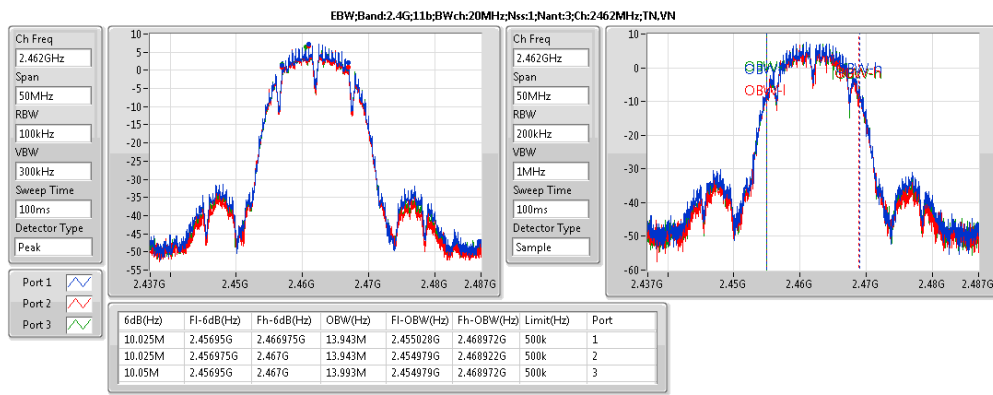 EBW;Band:2.4G;11b;BWch:20MHz;Nss:1;Nant:3;Ch:2462MHz;TN,VN
Ch Freq
2.462GHz
Span
50MHz
RBW
100kHz
VBW
300kHz
Sweep Time
100ms
Detector Type
Peak
Port 1
Port 2
Port 3
10
5
0
-5
-10
-15
-20
-25
-30
-35
-40
-45
-50
-55
2.437G
2.45G
2.46G
2.47G
2.48G
2.487G
Ch Freq
2.462GHz
Span
50MHz
RBW
200kHz
VBW
1MHz
Sweep Time
100ms
Detector Type
Sample
10
0
-10
-20
-30
-40
-50
-60
OBW-l
OBW-h
2.437G
2.45G
2.46G
2.47G
2.48G
2.487G
6dB(Hz) Fl-6dB(Hz) Fh-6dB(Hz) OBW(Hz) Fl-OBW(Hz) Fh-OBW(Hz) Limit(Hz) Port
10.025M 2.45695G 2.466975G 13.943M 2.455028G 2.468972G 500k 1
10.025M 2.456975G 2.467G 13.943M 2.454979G 2.468922G 500k 2
10.05M 2.45695G 2.467G 13.993M 2.454979G 2.468972G 500k 3